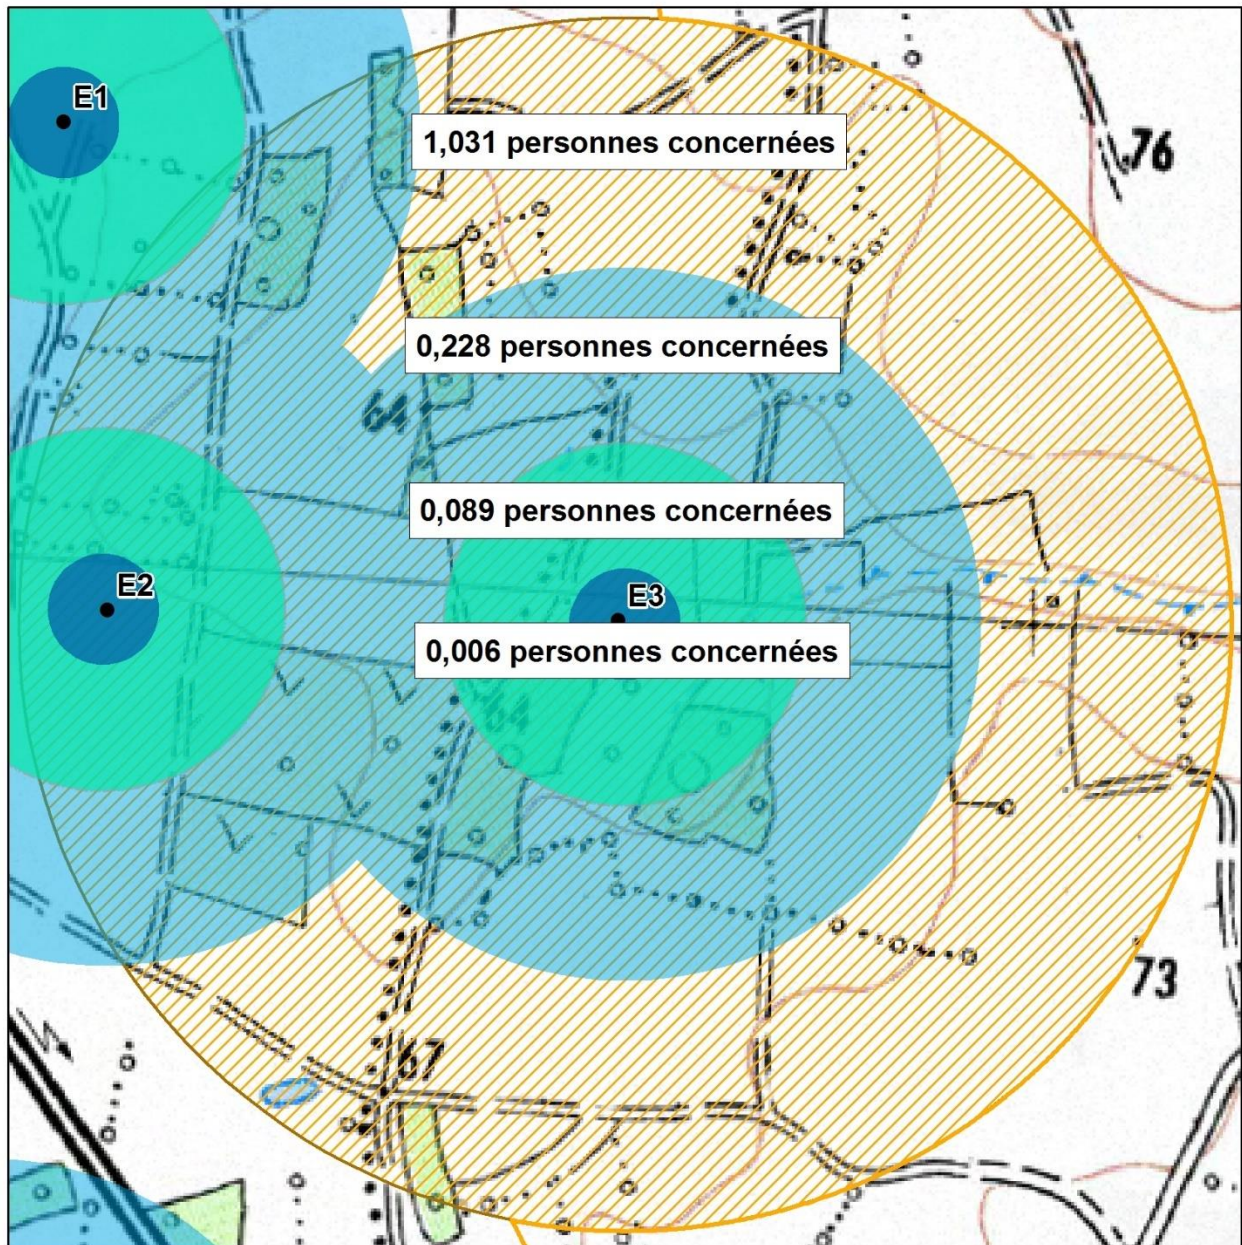 E1
1,031 personnes concernées
76
0,228 personnes concernées
64
0,089 personnes concernées
E2
E3
0,006 personnes concernées
64
73
67